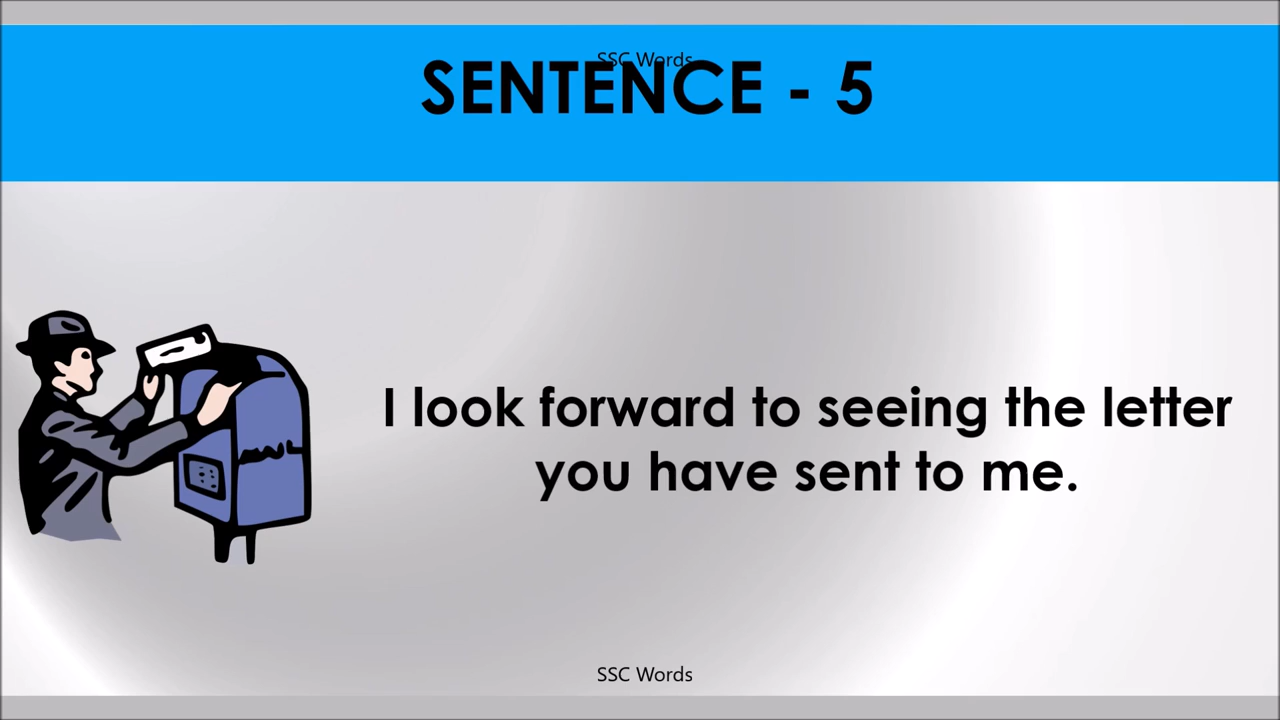 SSC Words
SENTENCE - 5
I look forward to seeing the letter
you have sent to me.
SSC Words